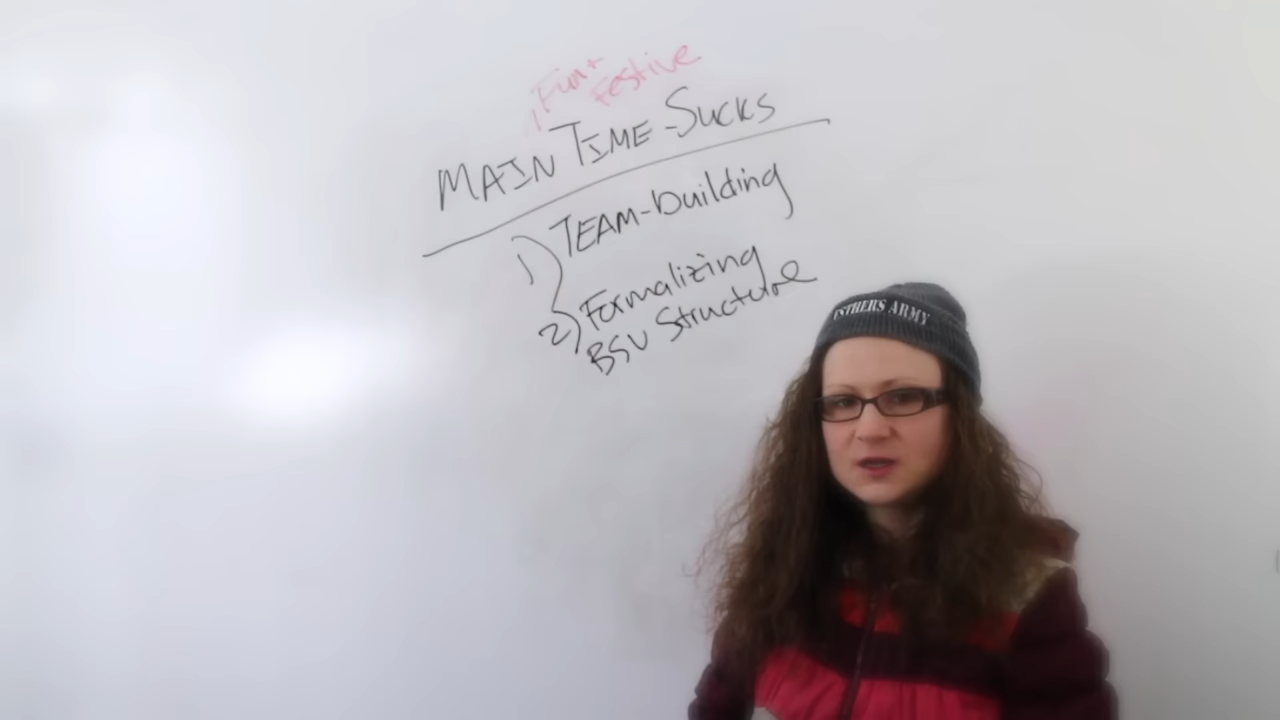 Fun +
Festive
MAIN TIME-SUCKS
1) TEAM-building
2) Formalizing
BSU Structure
ESTHERS ARMY